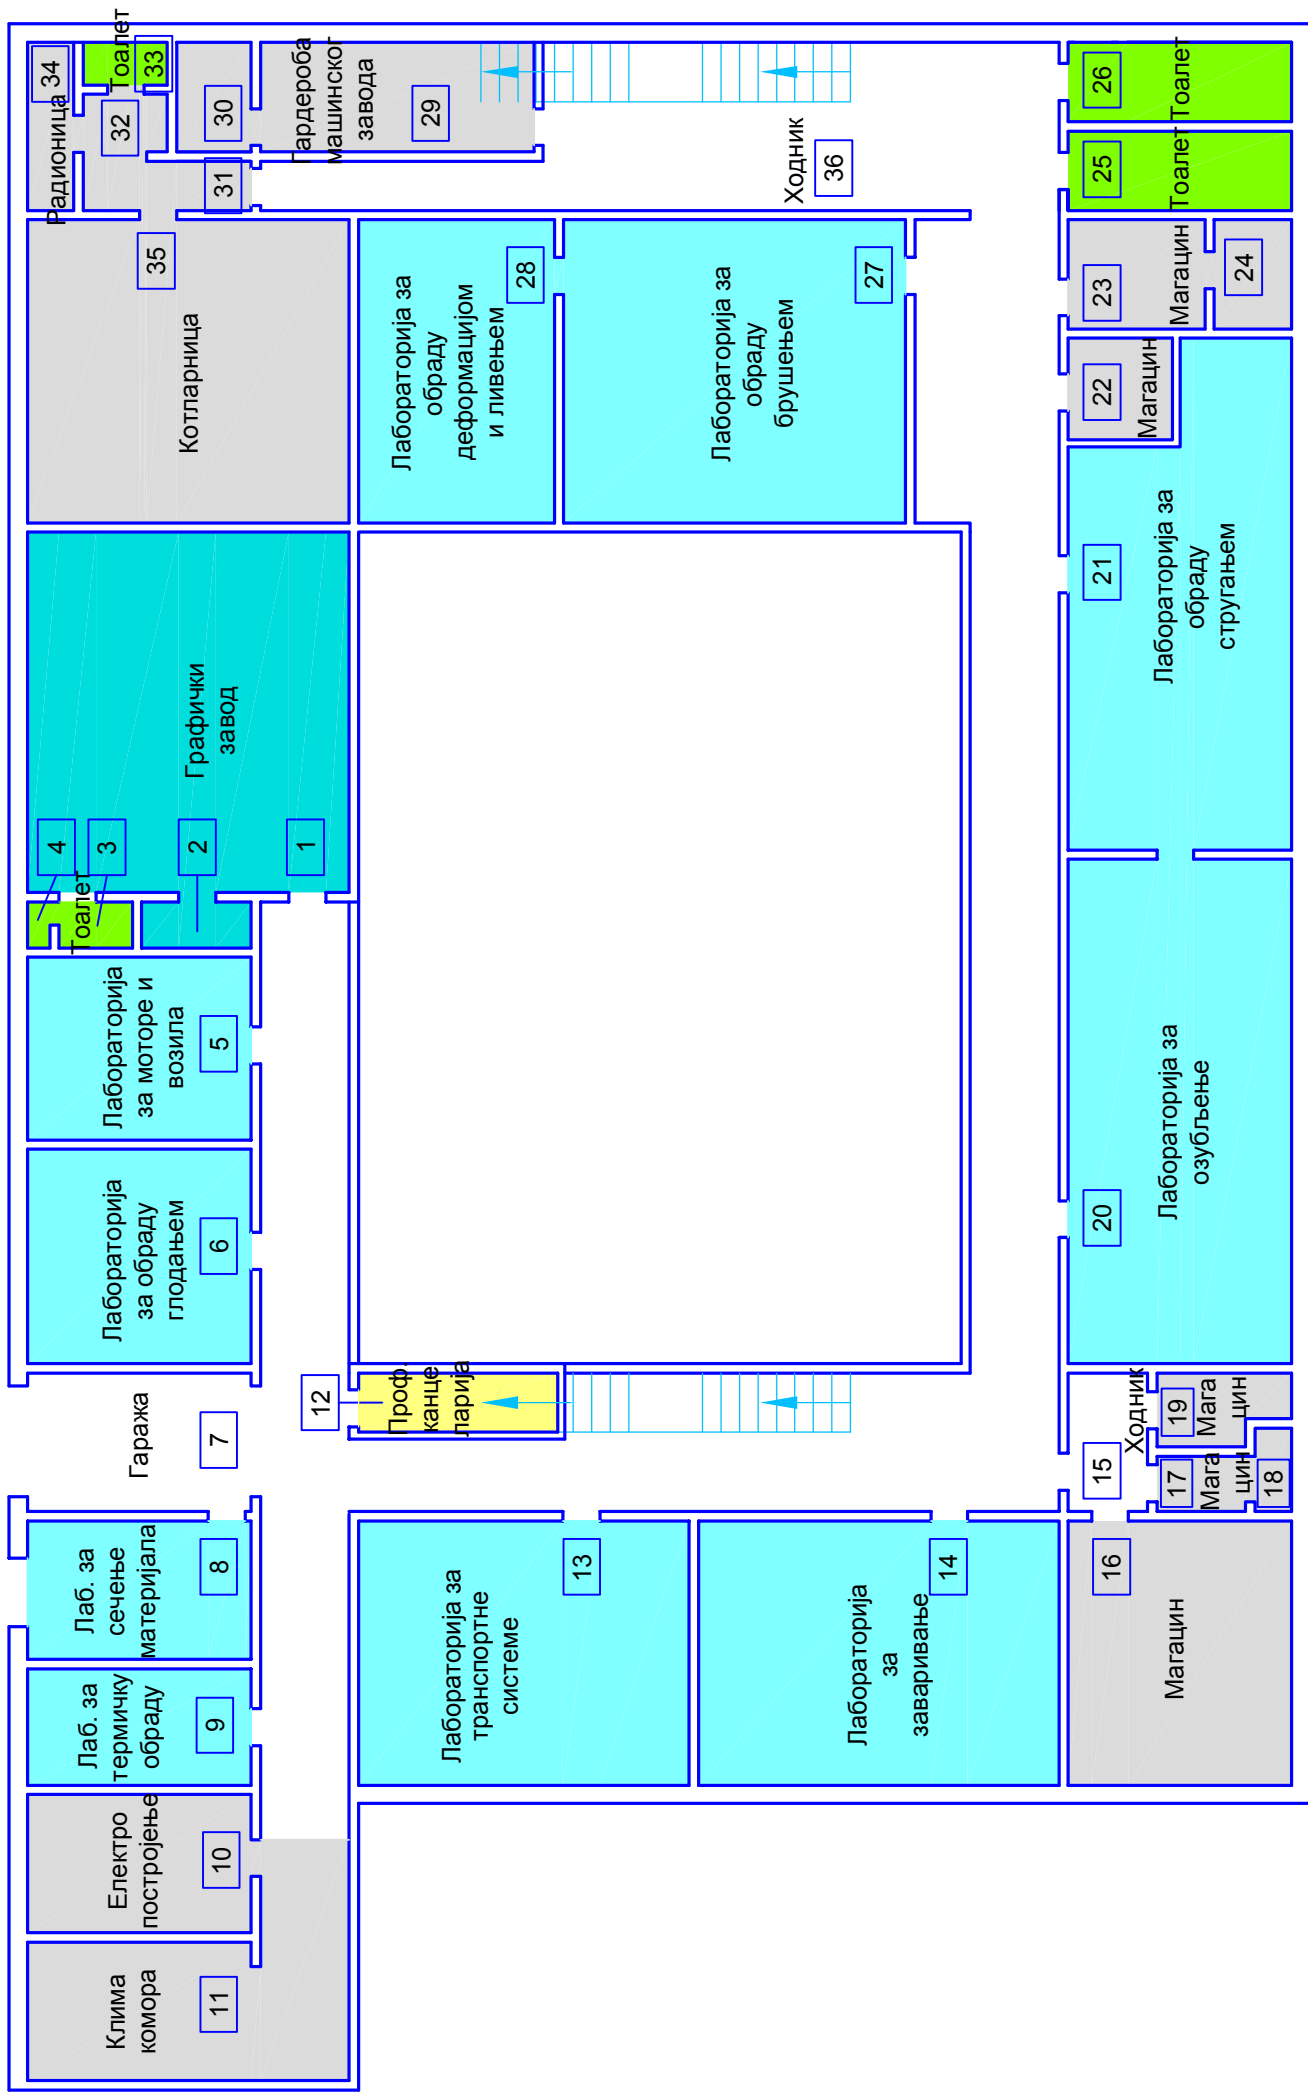 Клима
комора
11
Електро
постројење
10
Лаб. за
термичку
обраду
9
Лаб. за
сечење
материјала
8
Гаража
7
Лабораторија
за обраду
глодањем
6
Лабораторија
за моторе и
возила
5
Тоалет
4
3
2
1
Графички
завод
Котларница
35
Радионица
34
Тоалет
33
32
31
30
Гардероба
машинског
завода
29
12
Проф.
канце
ларија
Лабораторија за
обраду
деформацијом
и ливењем
28
Лабораторија за
обраду
брушењем
27
Ходник
36
Лабораторија за
транспортне
системе
13
Лабораторија
за
заваривање
14
Магацин
16
15
Ходник
17
Мага
цин
18
19
Мага
цин
20
Лабораторија за
озубљење
21
Лабораторија за
обраду
стругањем
22
Магацин
23
Магацин
24
25
Тоалет
26
Тоалет